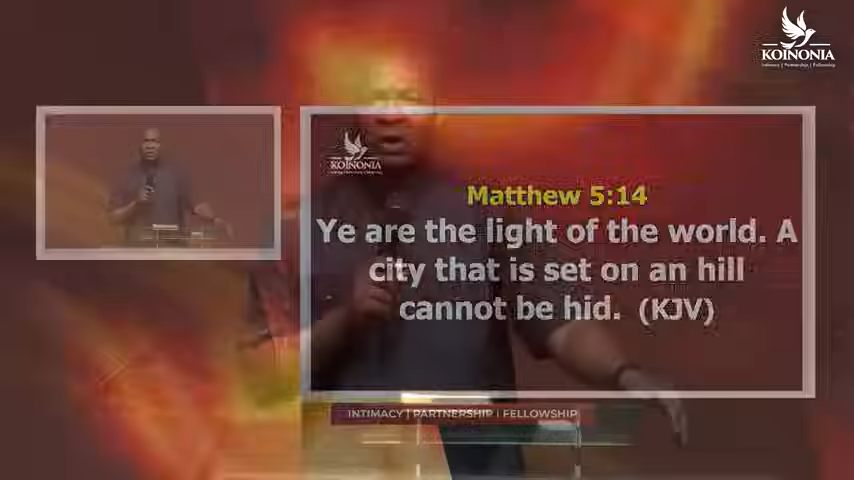 KOINONIA
Intimacy | Partnership | Fellowship
KOINONIA
Matthew 5:14
Ye are the light of the world. A
city that is set on an hill
cannot be hid. (KJV)
INTIMACY | PARTNERSHIP | FELLOWSHIP